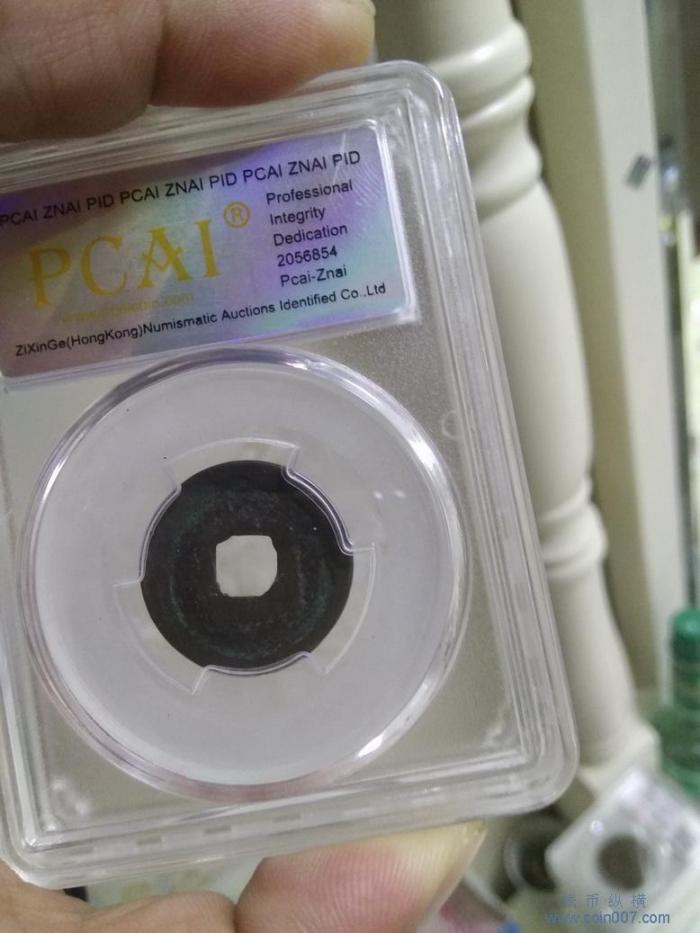 PCAI ZNAI PID PCAI ZNAI PID PCAI ZNAI PID
PCAI®
Professional
Integrity
Dedication
2056854
Pcai-Znai
ZiXinGe(HongKong)Numismatic Auctions Identified Co.,Ltd
币纵横
www.coin007.com